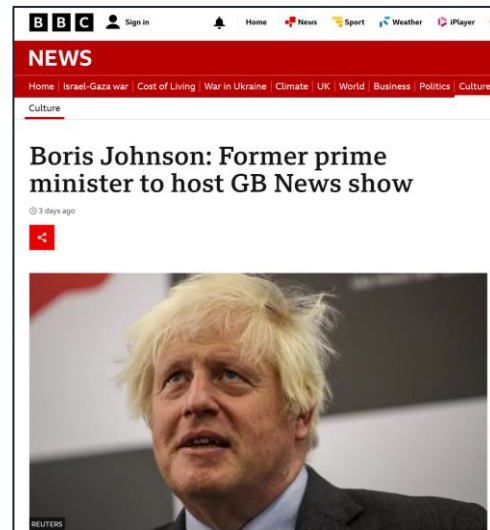 BBC Sign in Home News Sport Weather iPlayer
NEWS
Home Israel-Gaza war Cost of Living War in Ukraine Climate UK World Business Politics Culture
Culture
Boris Johnson: Former prime
minister to host GB News show
3 days ago
REUTERS